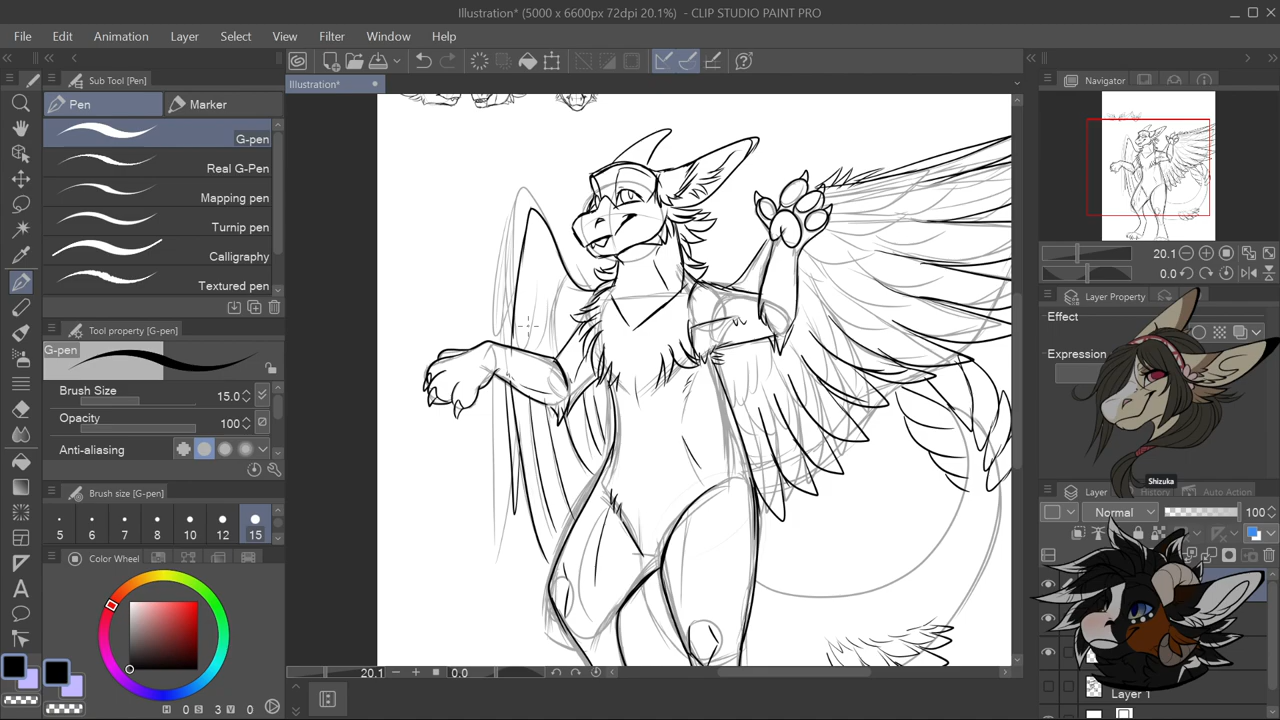 Illustration* (5000 x 6600px 72dpi 20.1%) - CLIP STUDIO PAINT PRO
File Edit Animation Layer Select View Filter Window Help
Sub Tool [Pen]
Illustration*
Navigator
Pen Marker
G-pen
Real G-Pen
Mapping pen
Turnip pen
Calligraphy
Textured pen
20.1
0.0
Layer Property
Effect
Expression
Tool property [G-pen]
G-pen
Brush Size 15.0
Opacity 100
Anti-aliasing
Shizuka
Brush size [G-pen]
Layer History Auto Action
5 6 7 8 10 12 15
Normal 100
Color Wheel
20.1 0.0
Layer 1
H 0 S 3 V 0